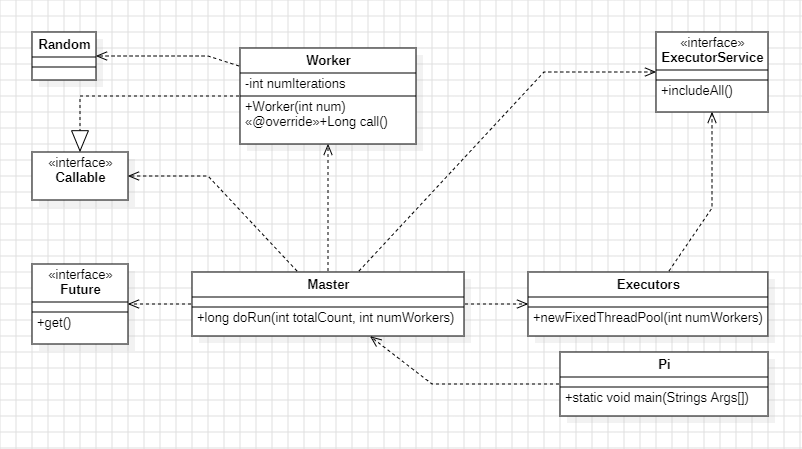 Random
Worker
-int numIterations
+Worker(int num)
«@override»+Long call()
«interface»
ExecutorService
+includeAll()
«interface»
Callable
«interface»
Future
+get()
Master
+long doRun(int totalCount, int numWorkers)
Executors
+newFixedThreadPool(int numWorkers)
Pi
+static void main(Strings Args[])